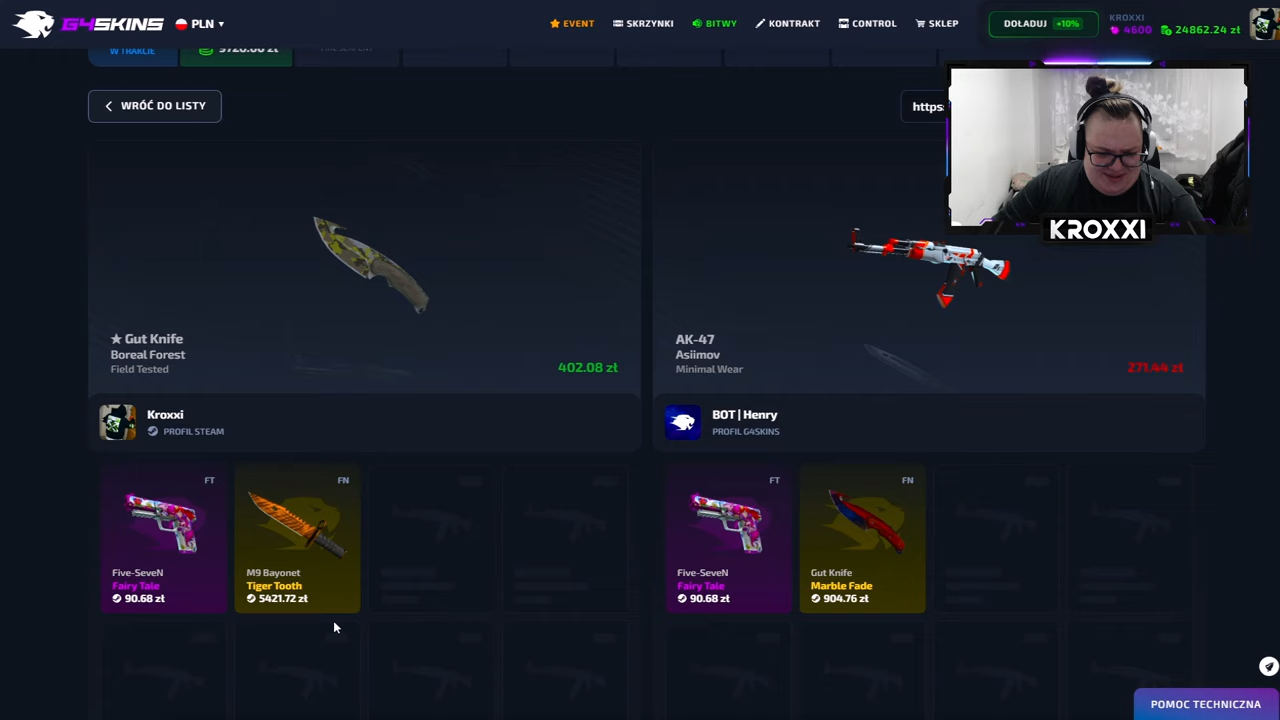 G4SKINS
PLN
EVENT
SKRZYNKI
BITWY
KONTRAKT
CONTROL
SKLEP
DOŁADUJ +10%
KROXXI
4600
24862.24 zł
W TRAKCIE
9720.00 zł
WRÓĆ DO LISTY
https:
KROXXI
★ Gut Knife
Boreal Forest
Field Tested
402.08 zł
AK-47
Asiimov
Minimal Wear
271.44 zł
Kroxxi
PROFIL STEAM
BOT | Henry
PROFIL G4SKINS
FT
Five-SeveN
Fairy Tale
90.68 zł
FN
M9 Bayonet
Tiger Tooth
5421.72 zł
FT
Five-SeveN
Fairy Tale
90.68 zł
FN
Gut Knife
Marble Fade
904.76 zł
POMOC TECHNICZNA